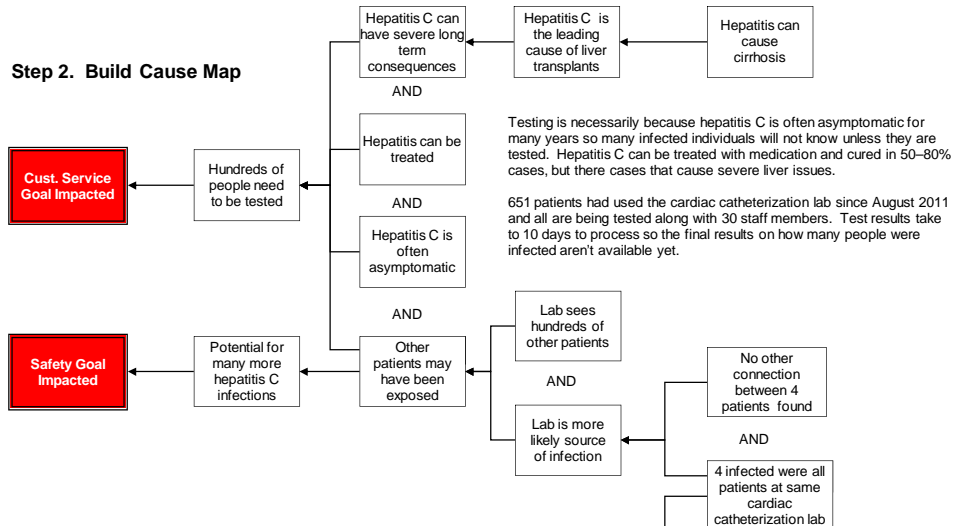 Step 2. Build Cause Map
Hepatitis C can
have severe long
term
consequences
Hepatitis C is
the leading
cause of liver
transplants
Hepatitis can
cause
cirrhosis
AND
Cust. Service
Goal Impacted
Hundreds of
people need
to be tested
Hepatitis can be
treated
AND
Hepatitis C is
often
asymptomatic
Testing is necessarily because hepatitis C is often asymptomatic for
many years so many infected individuals will not know unless they are
tested. Hepatitis C can be treated with medication and cured in 50–80%
cases, but there cases that cause severe liver issues.
651 patients had used the cardiac catheterization lab since August 2011
and all are being tested along with 30 staff members. Test results take
to 10 days to process so the final results on how many people were
infected aren't available yet.
AND
Safety Goal
Impacted
Potential for
many more
hepatitis C
infections
Other
patients may
have been
exposed
Lab sees
hundreds of
other patients
AND
Lab is more
likely source
of infection
No other
connection
between 4
patients found
AND
4 infected were all
patients at same
cardiac
catheterization lab